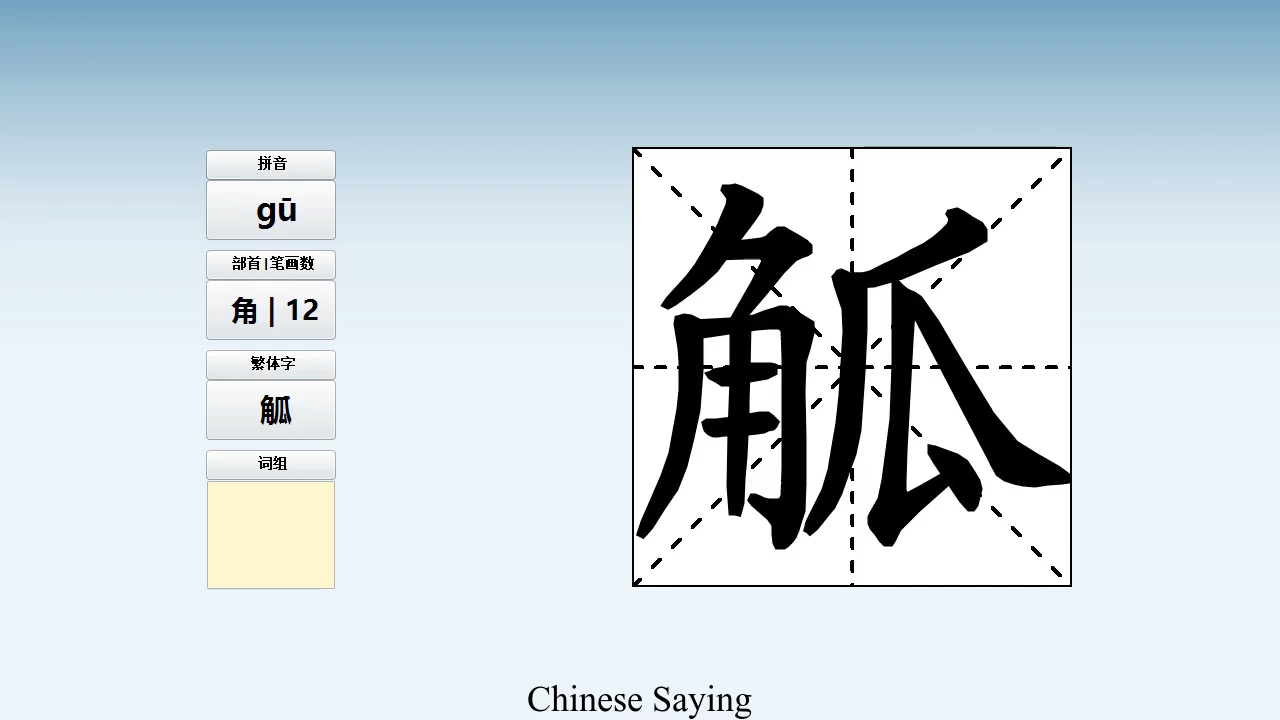 拼音
gū
部首|笔画数
角 | 12
繁体字
觚
词组
觚
Chinese Saying